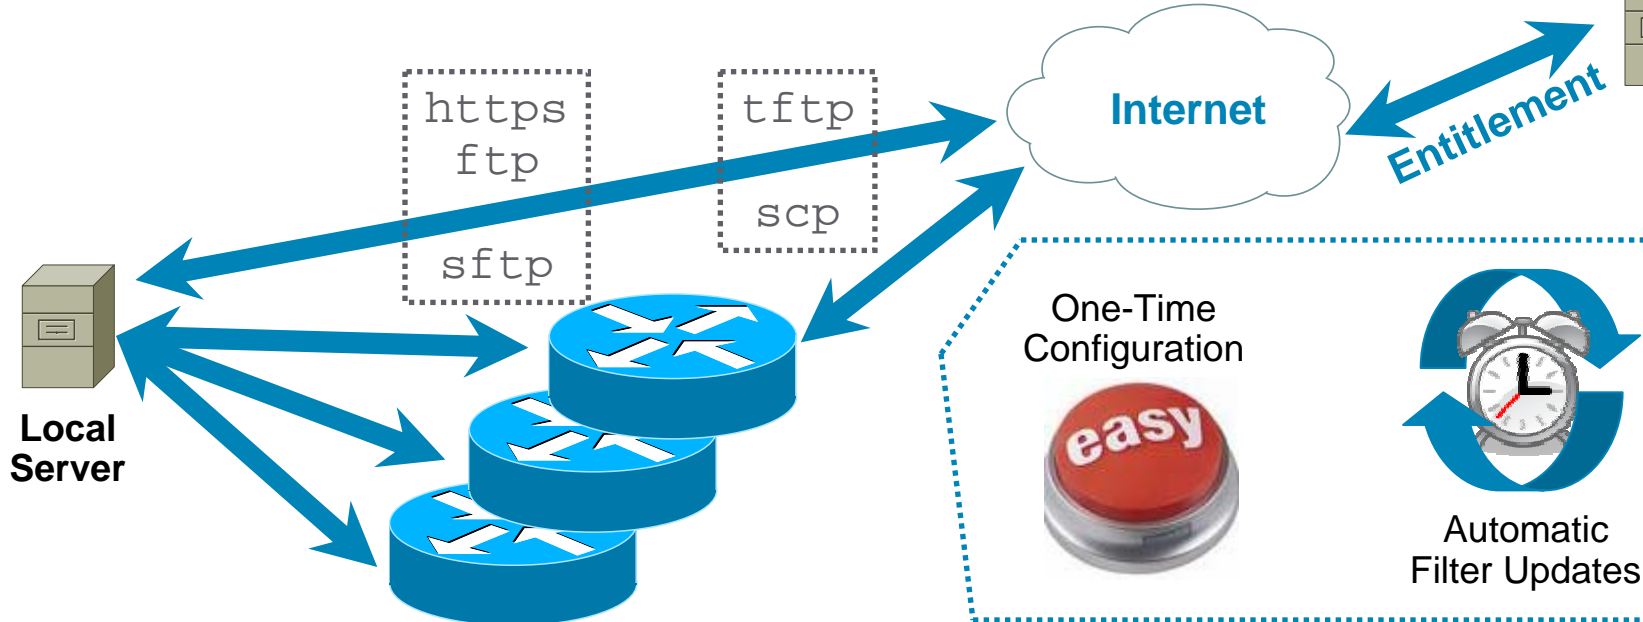 https
ftp
sftp
tftp
scp
Internet
Entitlement
Local
Server
One-Time
Configuration
easy
Automatic
Filter Updates